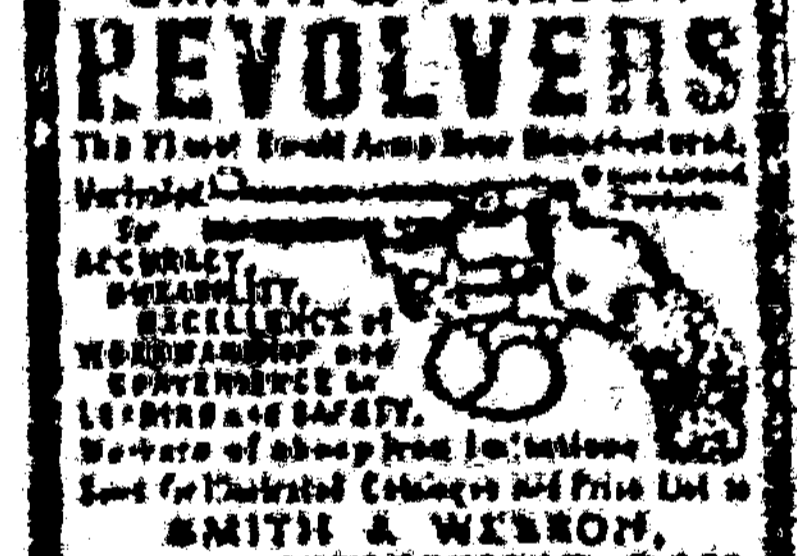 REVOLVERS
The Finest Small Arms Ever Manufactured.
Unrivaled
for
ACCURACY,
DURABILITY,
EXCELLENCE of
WORKMANSHIP and
CONVENIENCE in
LOADING and SAFETY.
Beware of cheap Iron Imitations
Send for Illustrated Catalogue and Price List to
SMITH & WESSON,